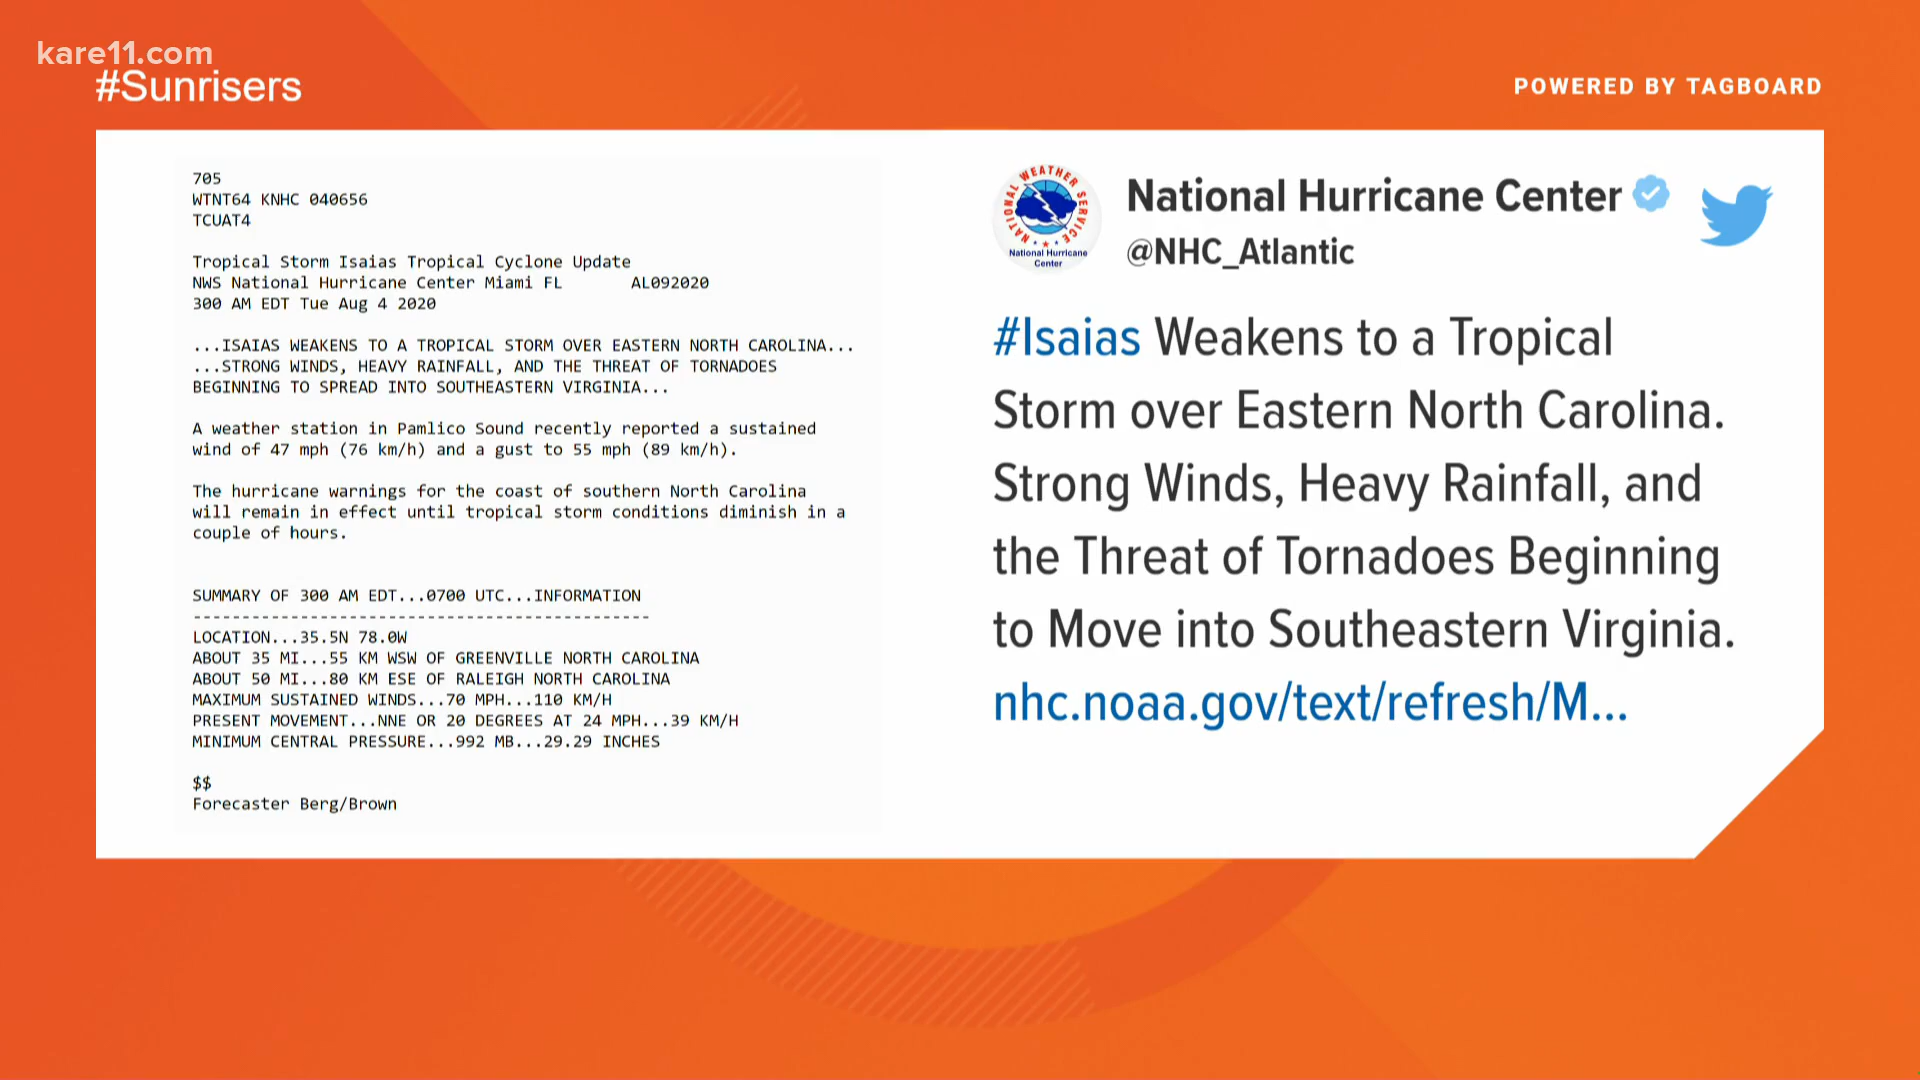 kare11.com
#Sunrisers
POWERED BY TAGBOARD
705
WTNT64 KNHC 040656
TCUAT4
Tropical Storm Isaias Tropical Cyclone Update
NWS National Hurricane Center Miami FL       AL092020
300 AM EDT Tue Aug 4 2020
...ISAIAS WEAKENS TO A TROPICAL STORM OVER EASTERN NORTH CAROLINA...
...STRONG WINDS, HEAVY RAINFALL, AND THE THREAT OF TORNADOES
BEGINNING TO SPREAD INTO SOUTHEASTERN VIRGINIA...
A weather station in Pamlico Sound recently reported a sustained
wind of 47 mph (76 km/h) and a gust to 55 mph (89 km/h).
The hurricane warnings for the coast of southern North Carolina
will remain in effect until tropical storm conditions diminish in a
couple of hours.
SUMMARY OF 300 AM EDT...0700 UTC...INFORMATION
-----------------------------------------------
LOCATION...35.5N 78.0W
ABOUT 35 MI...55 KM WSW OF GREENVILLE NORTH CAROLINA
ABOUT 50 MI...80 KM ESE OF RALEIGH NORTH CAROLINA
MAXIMUM SUSTAINED WINDS...70 MPH...110 KM/H
PRESENT MOVEMENT...NNE OR 20 DEGREES AT 24 MPH...39 KM/H
MINIMUM CENTRAL PRESSURE...992 MB...29.29 INCHES
$$
Forecaster Berg/Brown
NATIONAL WEATHER SERVICE
National Hurricane
Center
National Hurricane Center
@NHC_Atlantic
#Isaias Weakens to a Tropical
Storm over Eastern North Carolina.
Strong Winds, Heavy Rainfall, and
the Threat of Tornadoes Beginning
to Move into Southeastern Virginia.
nhc.noaa.gov/text/refresh/M...